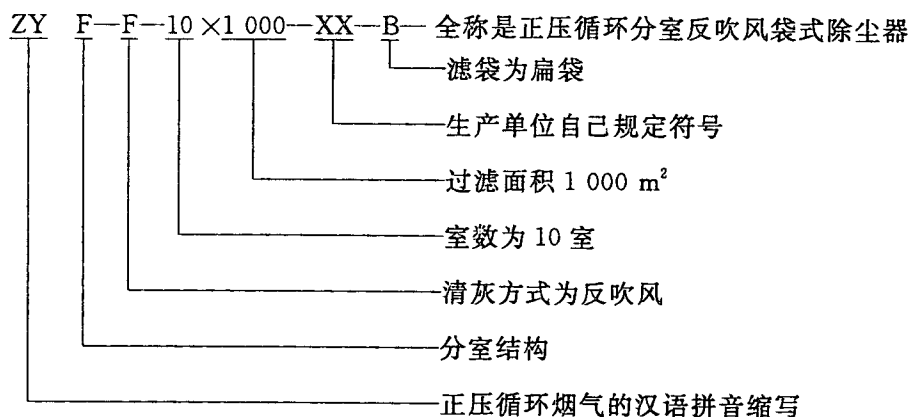 ZY F—F—10×1 000—XX—B— 全称是正压循环分室反吹风袋式除尘器
滤袋为扁袋
生产单位自己规定符号
过滤面积 1 000 m²
室数为 10 室
清灰方式为反吹风
分室结构
正压循环烟气的汉语拼音缩写